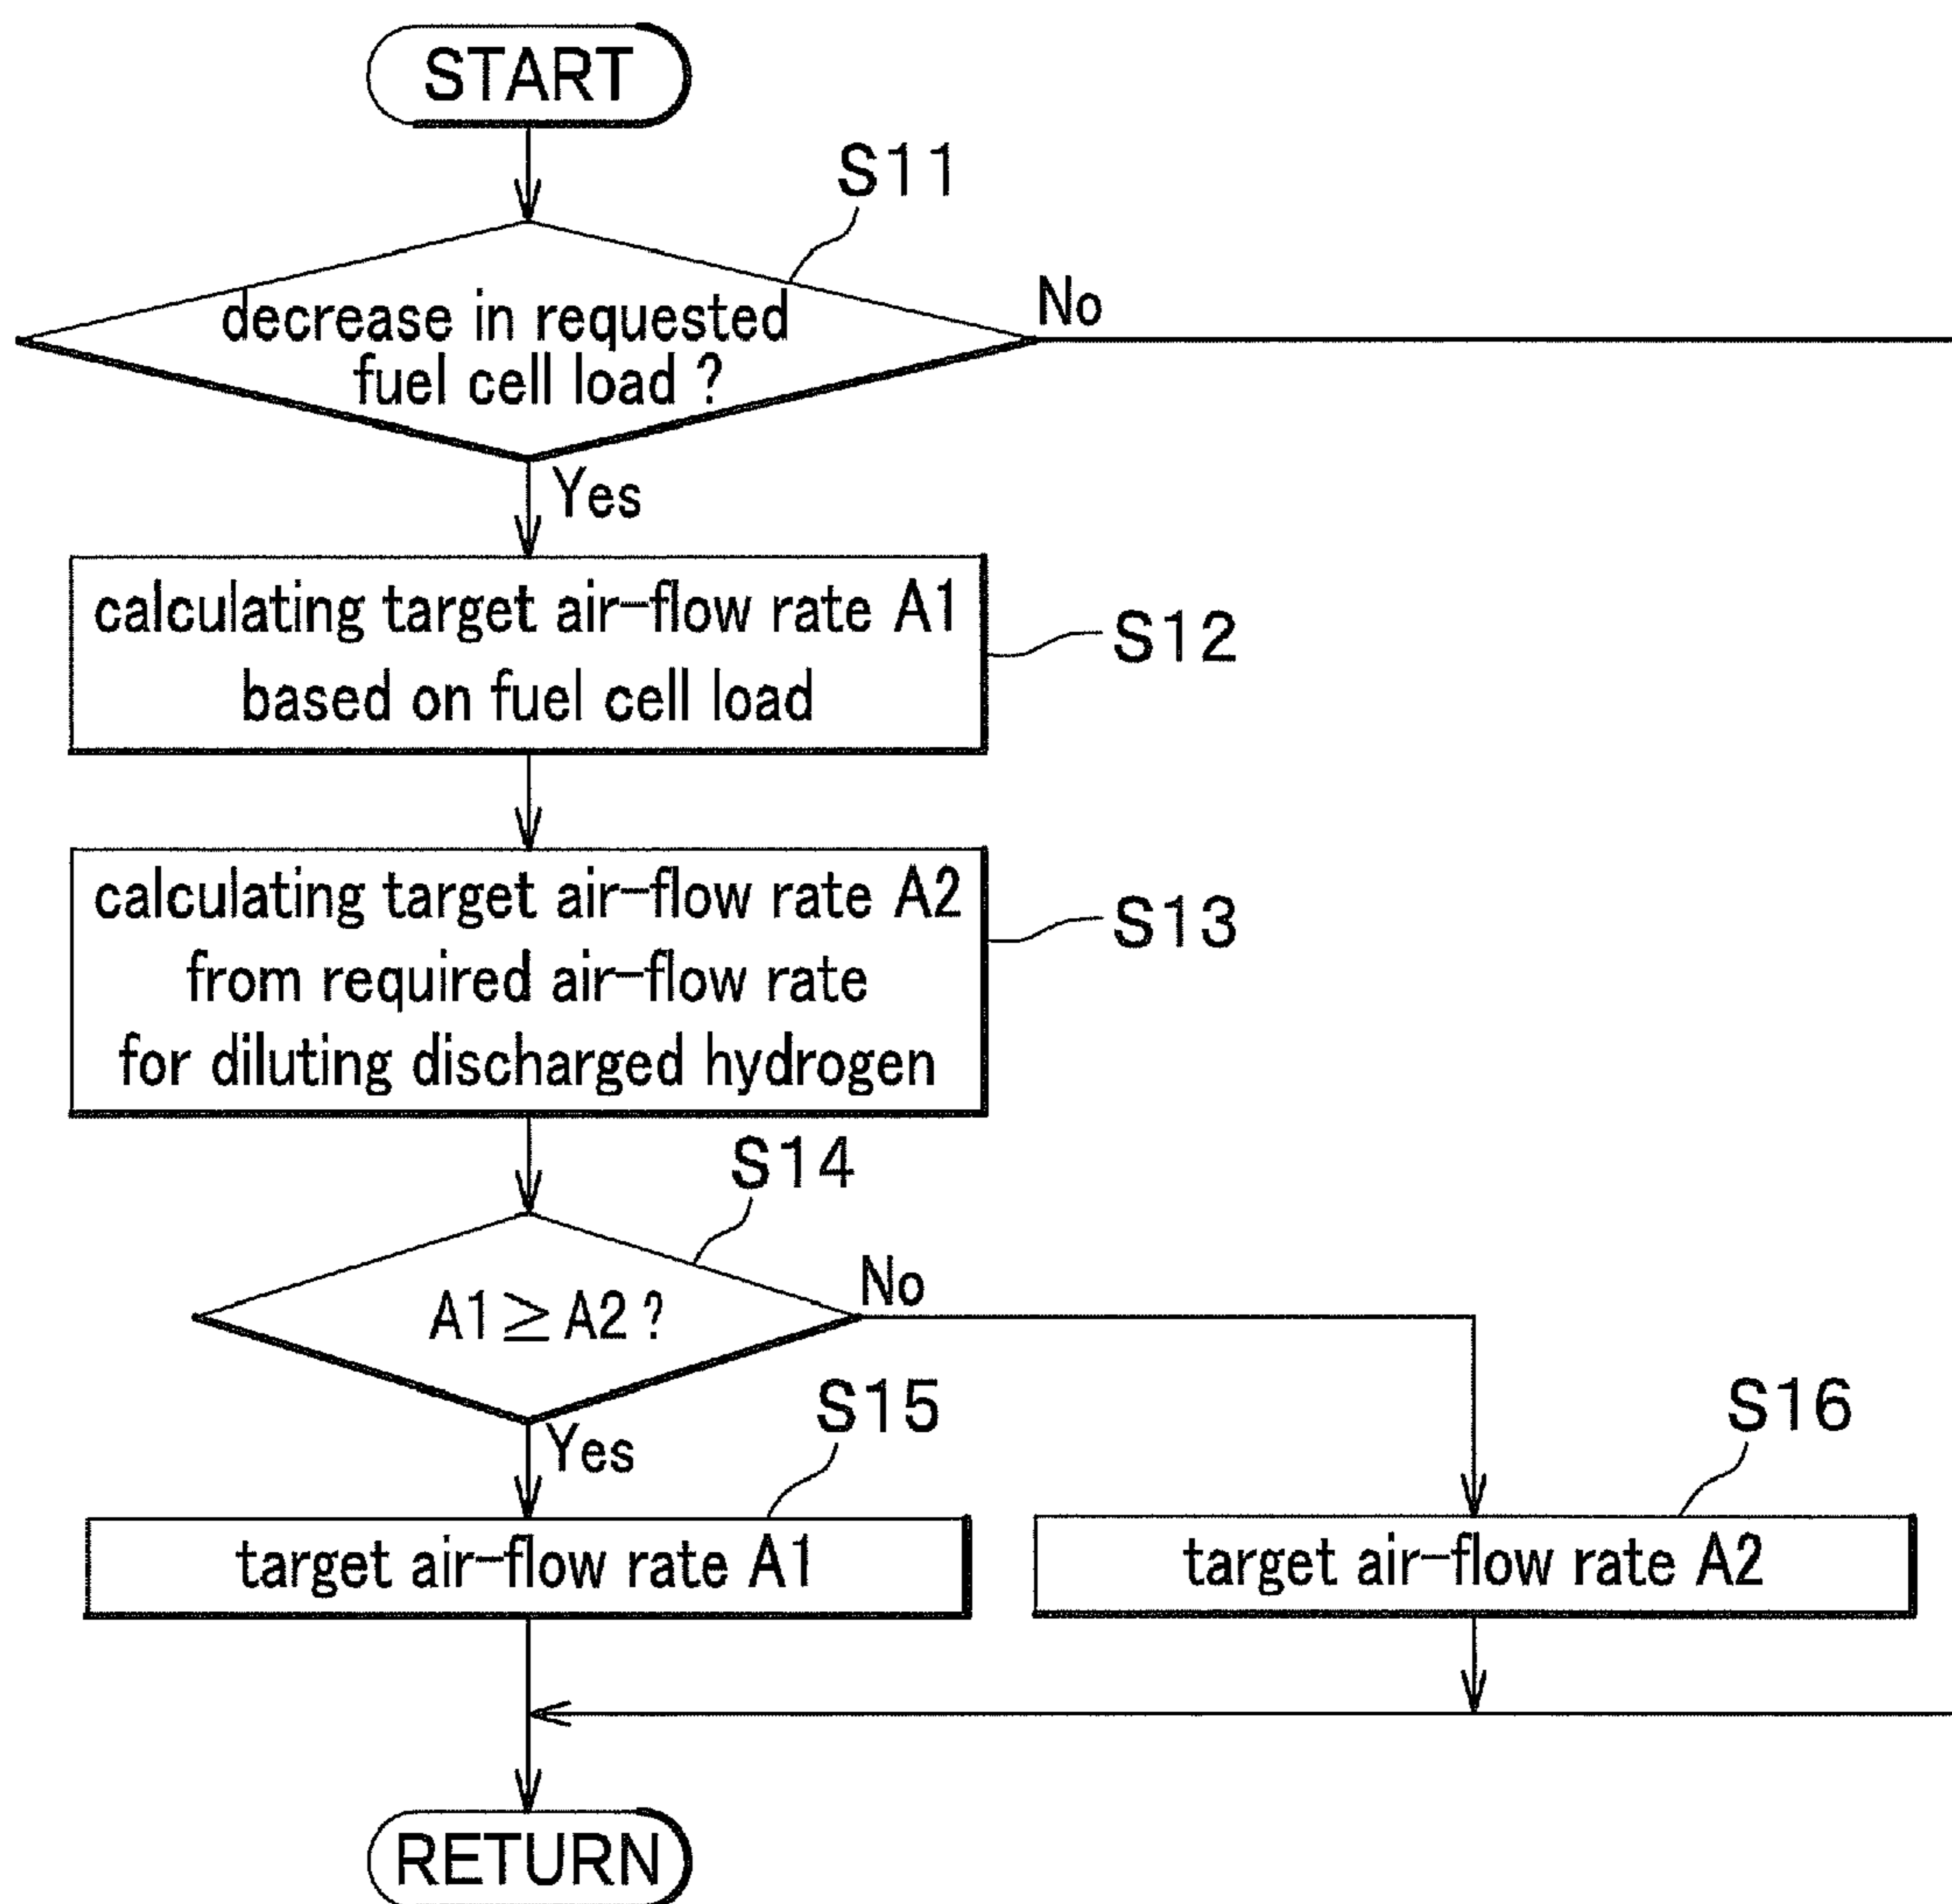 START
S11
decrease in requested
fuel cell load ?
No
Yes
calculating target air-flow rate A1
based on fuel cell load
S12
calculating target air-flow rate A2
from required air-flow rate
for diluting discharged hydrogen
S13
S14
A1 ≧ A2 ?
No
Yes
S15
target air-flow rate A1
S16
target air-flow rate A2
RETURN